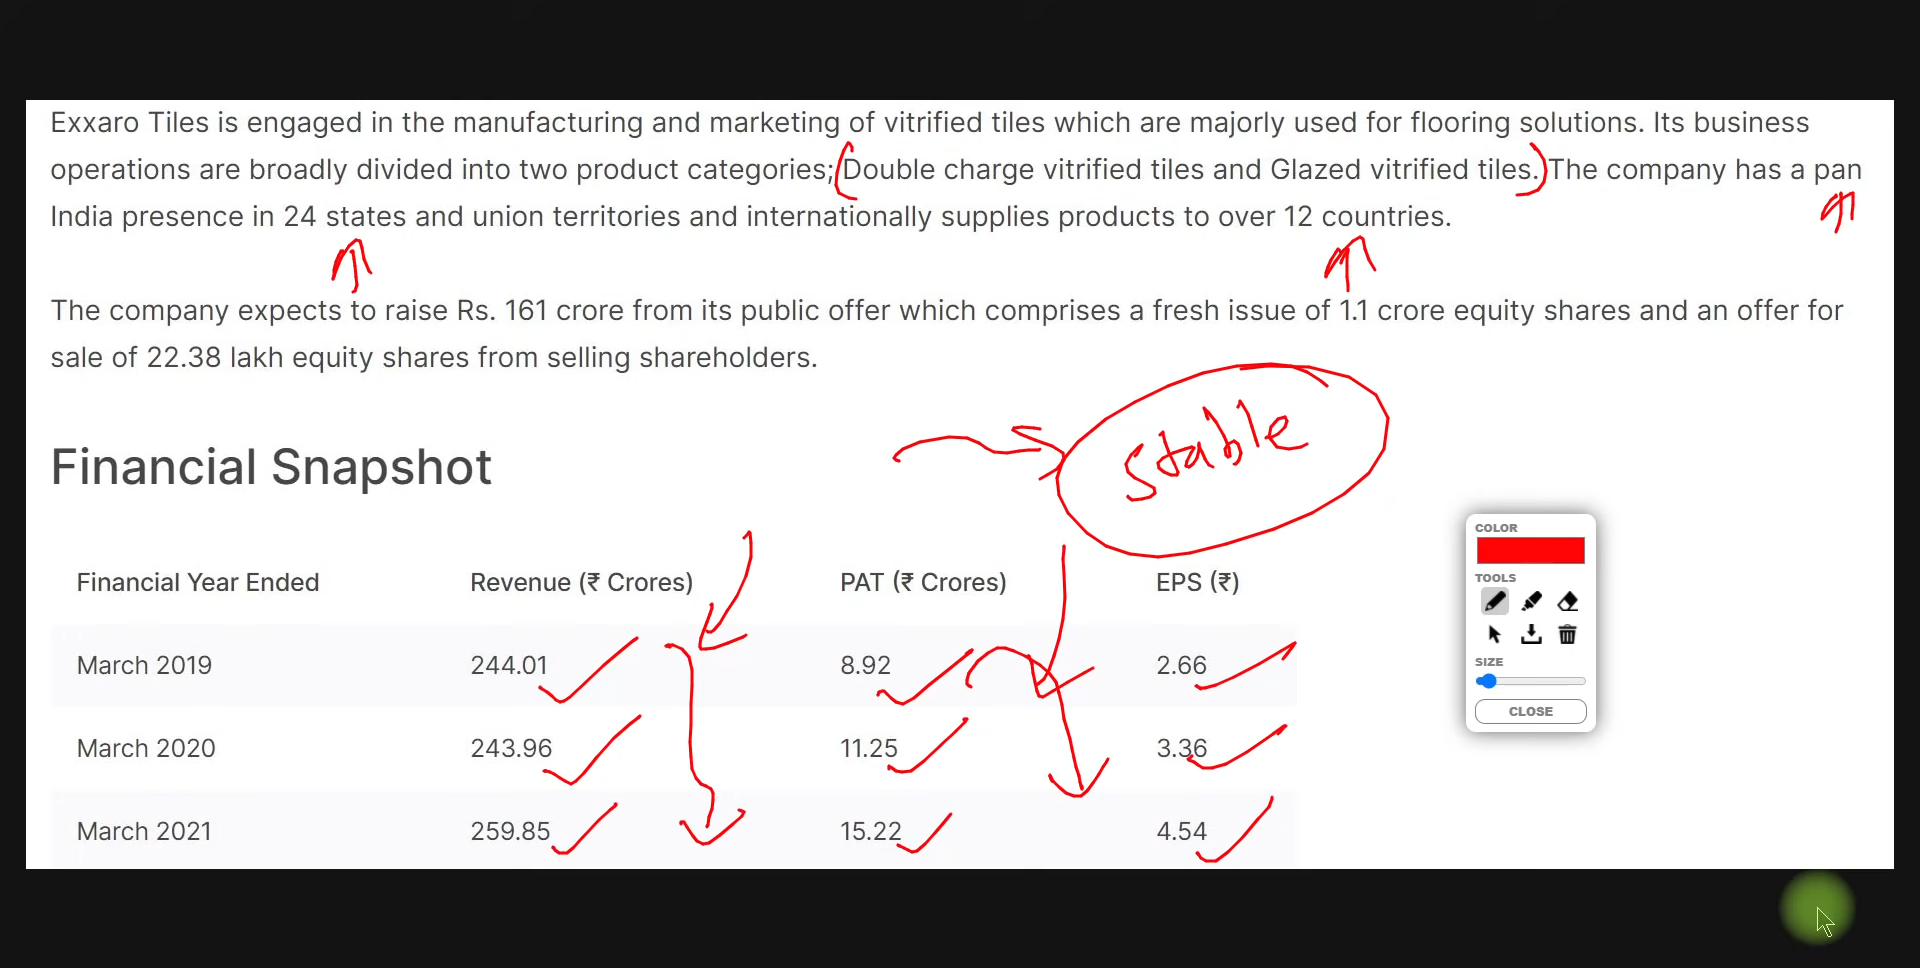 Exxaro Tiles is engaged in the manufacturing and marketing of vitrified tiles which are majorly used for flooring solutions. Its business
operations are broadly divided into two product categories; Double charge vitrified tiles and Glazed vitrified tiles. The company has a pan
India presence in 24 states and union territories and internationally supplies products to over 12 countries.
The company expects to raise Rs. 161 crore from its public offer which comprises a fresh issue of 1.1 crore equity shares and an offer for
sale of 22.38 lakh equity shares from selling shareholders.
stable
Financial Snapshot
Financial Year Ended Revenue (₹ Crores) PAT (₹ Crores) EPS (₹)
March 2019 244.01 8.92 2.66
March 2020 243.96 11.25 3.36
March 2021 259.85 15.22 4.54
COLOR
TOOLS
SIZE
CLOSE